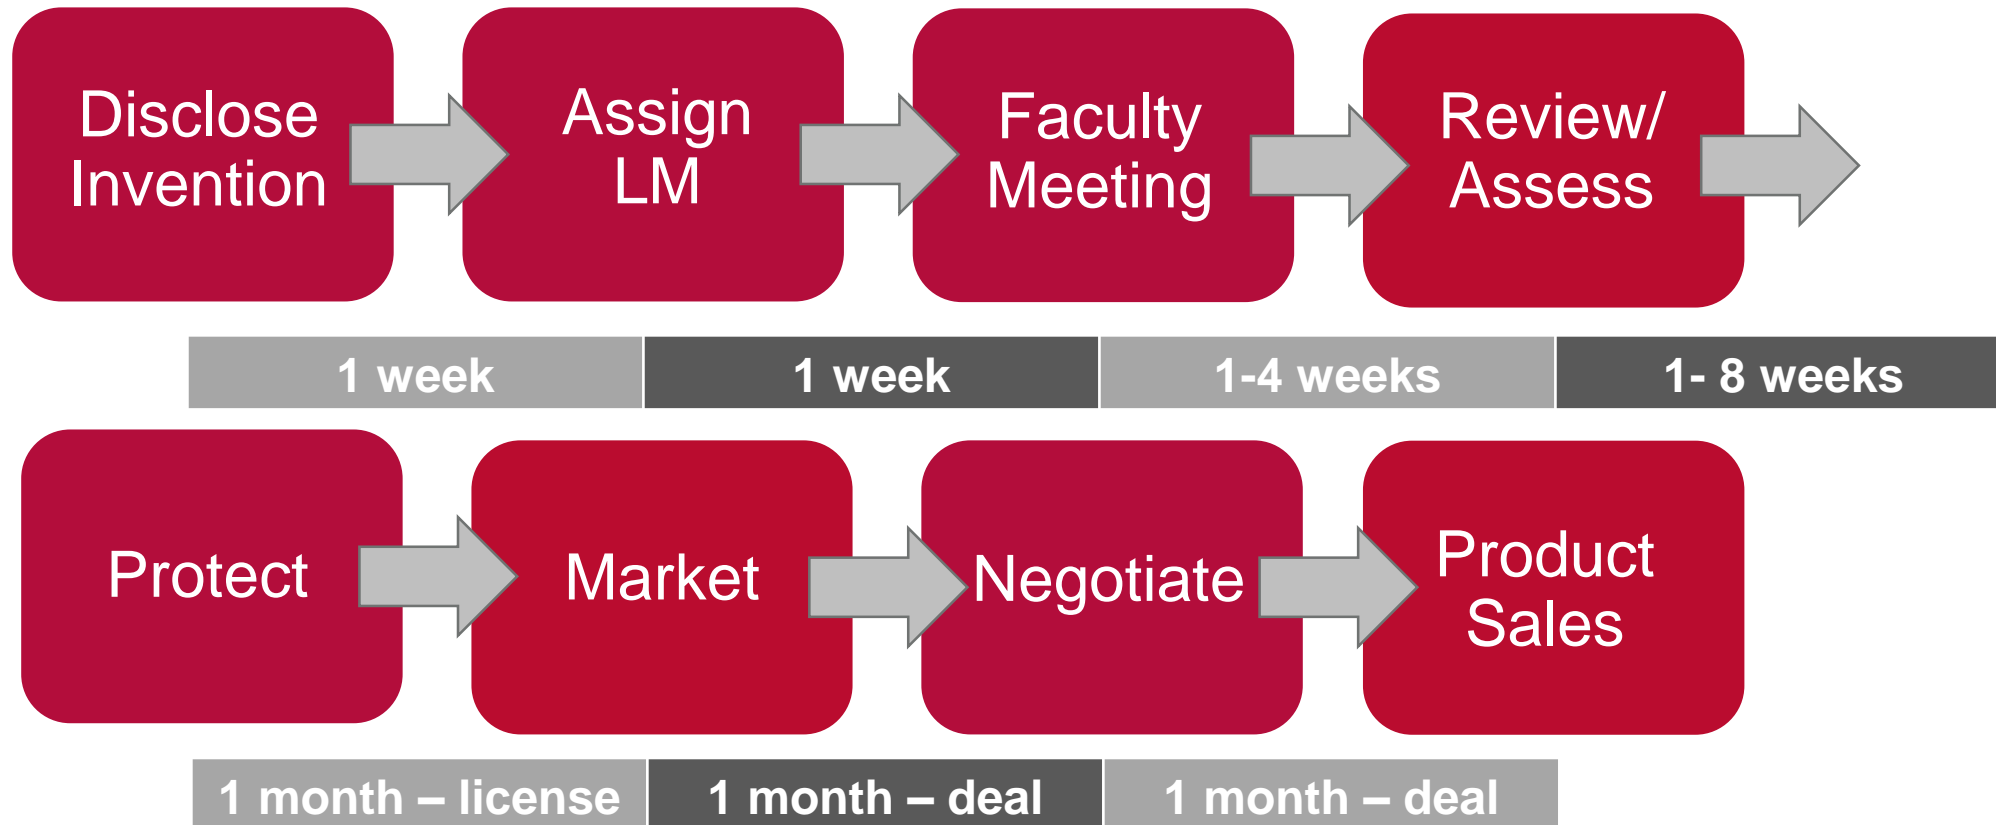 Disclose
Invention
Assign
LM
Faculty
Meeting
Review/
Assess
1 week
1 week
1-4 weeks
1- 8 weeks
Protect
Market
Negotiate
Product
Sales
1 month – license
1 month – deal
1 month – deal